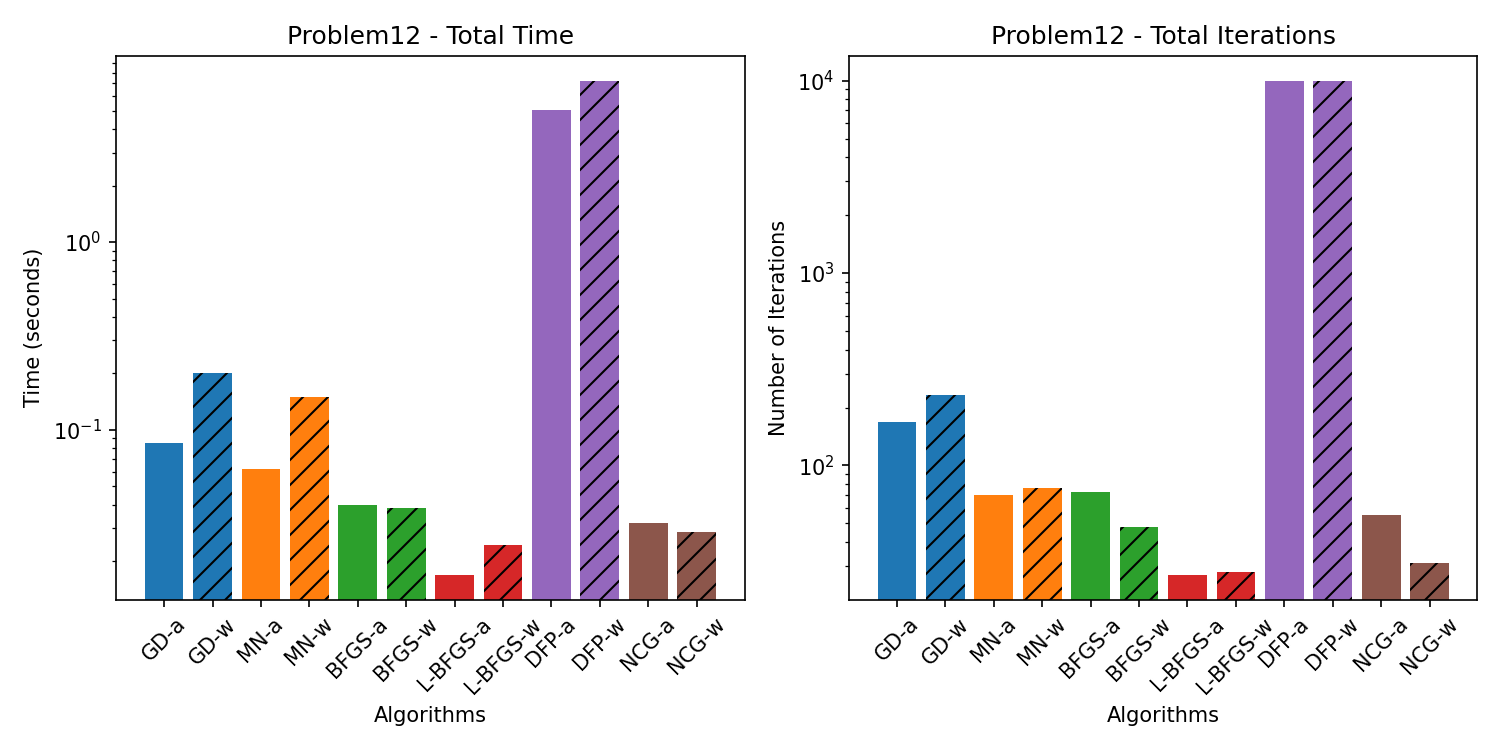 Problem12 - Total Time
Time (seconds)
10^0
10^-1
GD-a
GD-w
MN-a
MN-w
BFGS-a
BFGS-w
L-BFGS-a
L-BFGS-w
DFP-a
DFP-w
NCG-a
NCG-w
Algorithms
Problem12 - Total Iterations
Number of Iterations
10^4
10^3
10^2
GD-a
GD-w
MN-a
MN-w
BFGS-a
BFGS-w
L-BFGS-a
L-BFGS-w
DFP-a
DFP-w
NCG-a
NCG-w
Algorithms